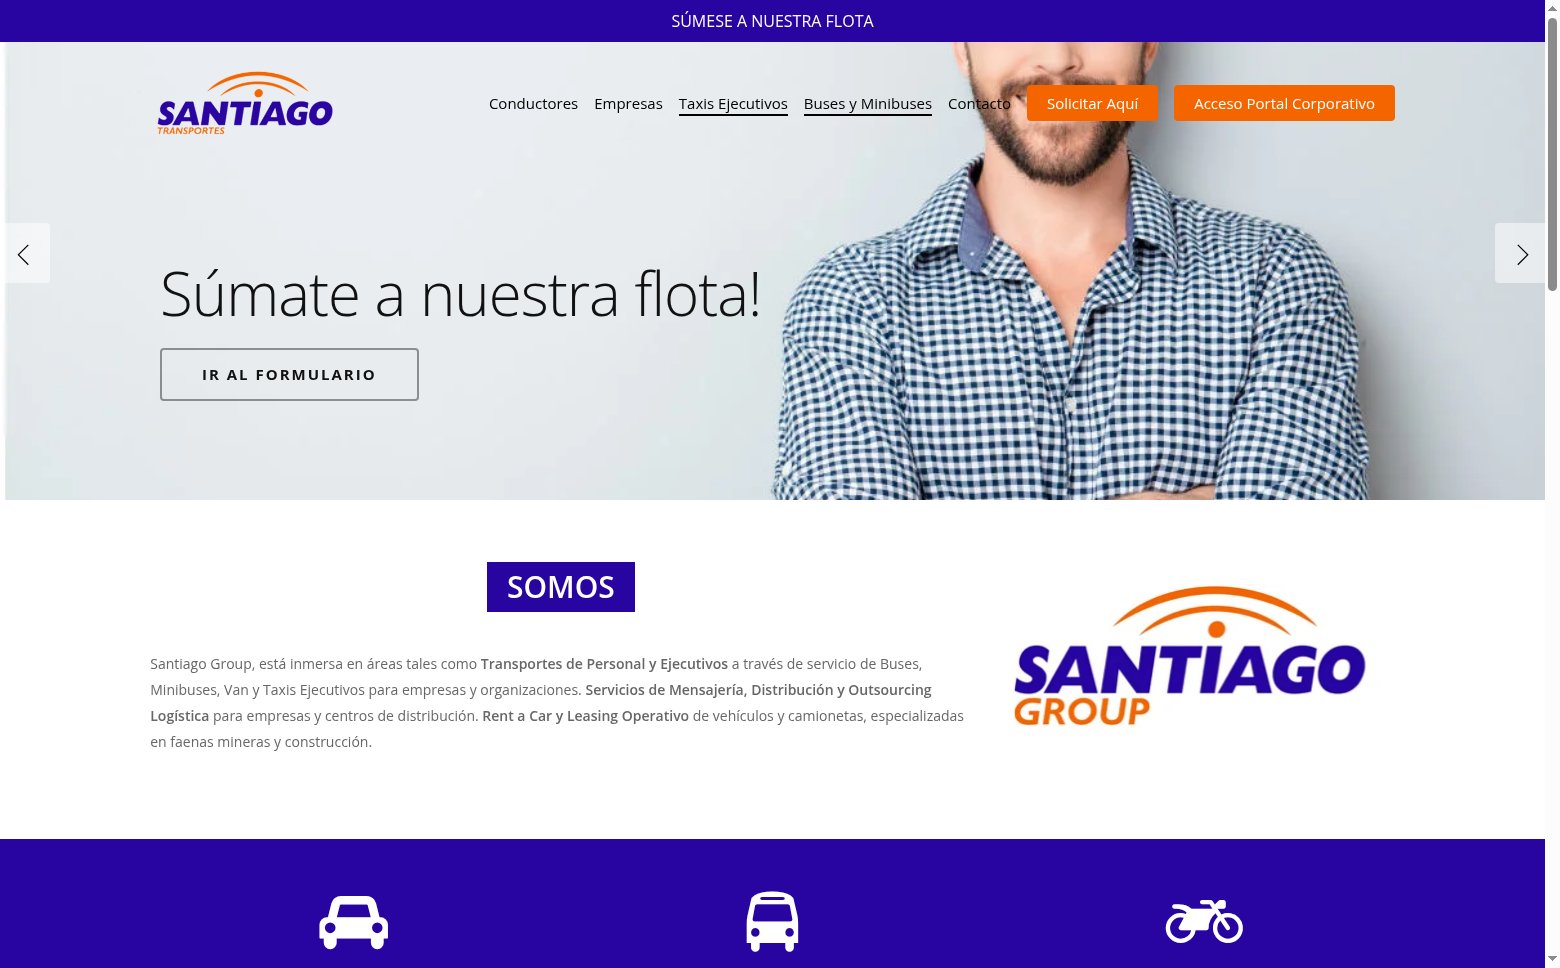 SÚMESE A NUESTRA FLOTA
SANTIAGO
TRANSPORTES
Conductores Empresas Taxis Ejecutivos Buses y Minibuses Contacto Solicitar Aquí Acceso Portal Corporativo
Súmate a nuestra flota!
IR AL FORMULARIO
SOMOS
Santiago Group, está inmersa en áreas tales como Transportes de Personal y Ejecutivos a través de servicio de Buses,
Minibuses, Van y Taxis Ejecutivos para empresas y organizaciones. Servicios de Mensajería, Distribución y Outsourcing
Logística para empresas y centros de distribución. Rent a Car y Leasing Operativo de vehículos y camionetas, especializadas
en faenas mineras y construcción.
SANTIAGO
GROUP